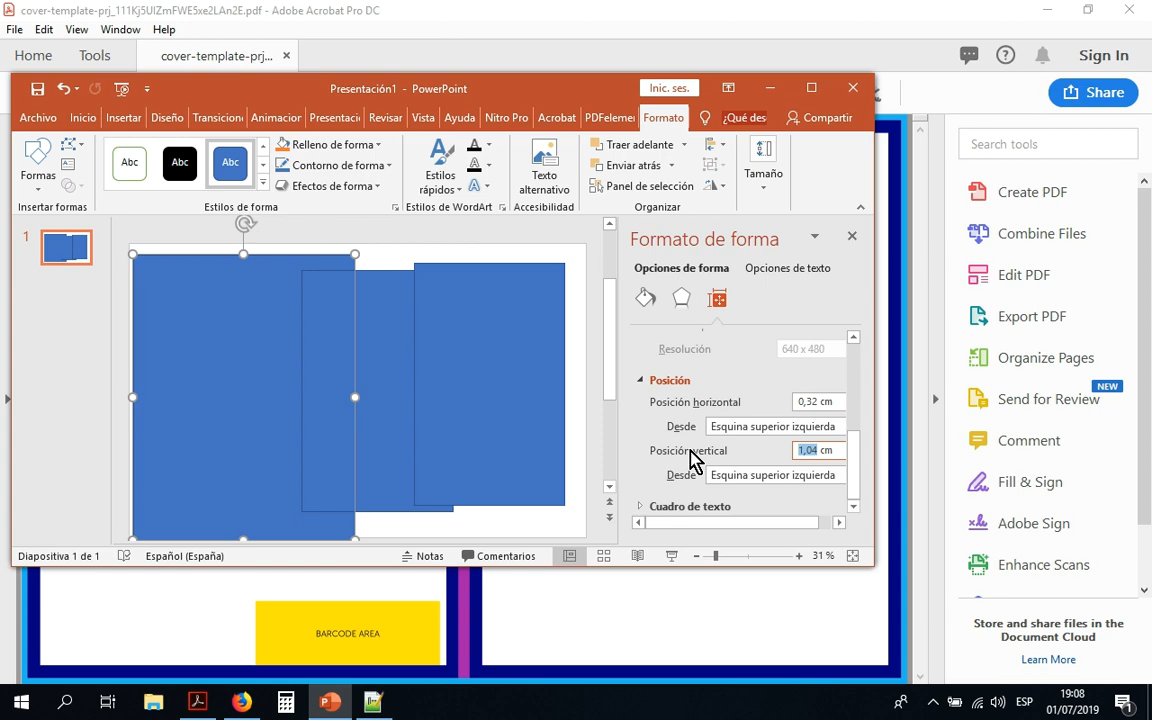 cover-template-prj_111Kj5UlZmFWE5xe2LAn2E.pdf - Adobe Acrobat Pro DC
File Edit View Window Help
Home Tools cover-template-prj... × Sign In
Share
Presentación1 - PowerPoint Inic. ses.
Archivo Inicio Insertar Diseño Transicione Animacior Presentació Revisar Vista Ayuda Nitro Pro Acrobat PDFelemen Formato ¿Qué des Compartir
Formas
Abc Abc Abc
Relleno de forma
Contorno de forma
Efectos de forma
Estilos rápidos
Texto alternativo
Traer adelante
Enviar atrás
Panel de selección
Tamaño
Insertar formas Estilos de forma Estilos de WordArt Accesibilidad Organizar
1
Formato de forma
Opciones de forma Opciones de texto
Resolución 640 x 480
Posición
Posición horizontal 0,32 cm
Desde Esquina superior izquierda
Posición vertical 1,04 cm
Desde Esquina superior izquierda
Cuadro de texto
Diapositiva 1 de 1 Español (España) Notas Comentarios 31 %
BARCODE AREA
Search tools
Create PDF
Combine Files
Edit PDF
Export PDF
Organize Pages
NEW
Send for Review
Comment
Fill & Sign
Adobe Sign
Enhance Scans
Store and share files in the
Document Cloud
Learn More
ESP 19:08
01/07/2019
1